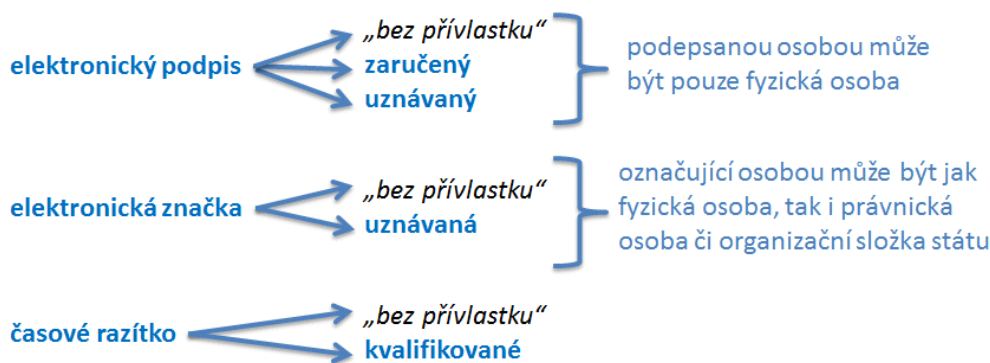 elektronický podpis
„bez přívlastku“
zaručený
uznávaný
podepsanou osobou může
být pouze fyzická osoba
elektronická značka
„bez přívlastku“
uznávaná
označující osobou může být jak
fyzická osoba, tak i právnická
osoba či organizační složka státu
časové razítko
„bez přívlastku“
kvalifikované